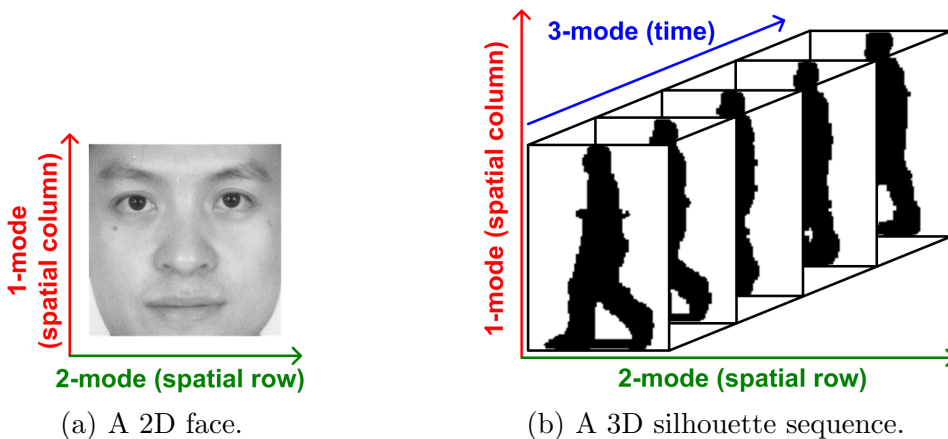 1-mode
(spatial column)
2-mode (spatial row)
(a) A 2D face.
3-mode (time)
1-mode (spatial column)
2-mode (spatial row)
(b) A 3D silhouette sequence.